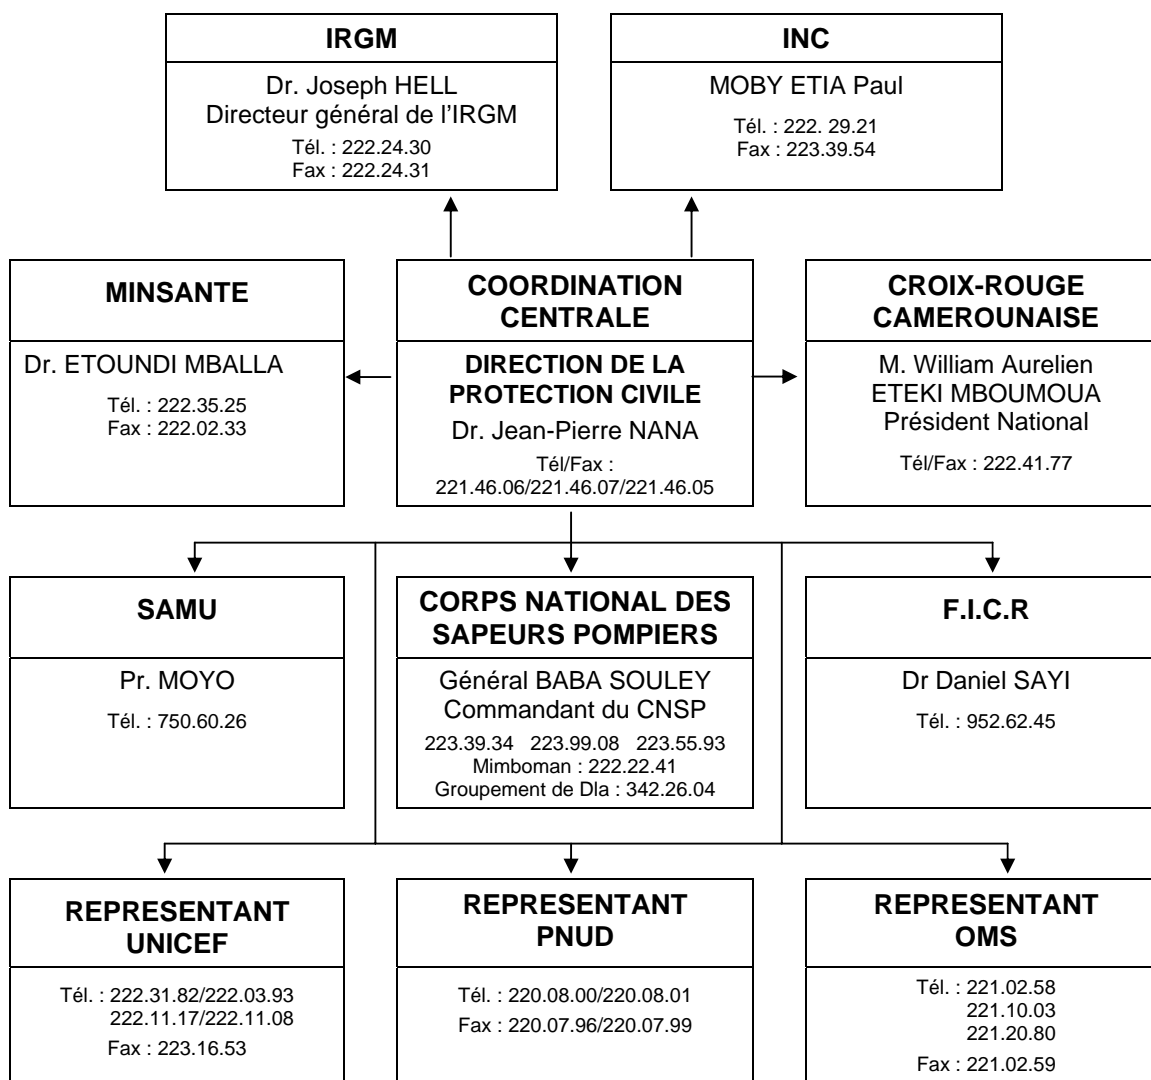 IRGM
Dr. Joseph HELL
Directeur général de l'IRGM
Tél. : 222.24.30
Fax : 222.24.31
INC
MOBY ETIA Paul
Tél. : 222. 29.21
Fax : 223.39.54
MINSANTE
Dr. ETOUNDI MBALLA
Tél. : 222.35.25
Fax : 222.02.33
COORDINATION
CENTRALE
DIRECTION DE LA
PROTECTION CIVILE
Dr. Jean-Pierre NANA
Tél/Fax :
221.46.06/221.46.07/221.46.05
CROIX-ROUGE
CAMEROUNAISE
M. William Aurelien
ETEKI MBOUMOUA
Président National
Tél/Fax : 222.41.77
SAMU
Pr. MOYO
Tél. : 750.60.26
CORPS NATIONAL DES
SAPEURS POMPIERS
Général BABA SOULEY
Commandant du CNSP
223.39.34 223.99.08 223.55.93
Mimboman : 222.22.41
Groupement de Dla : 342.26.04
F.I.C.R
Dr Daniel SAYI
Tél. : 952.62.45
REPRESENTANT
UNICEF
Tél. : 222.31.82/222.03.93
222.11.17/222.11.08
Fax : 223.16.53
REPRESENTANT
PNUD
Tél. : 220.08.00/220.08.01
Fax : 220.07.96/220.07.99
REPRESENTANT
OMS
Tél. : 221.02.58
221.10.03
221.20.80
Fax : 221.02.59